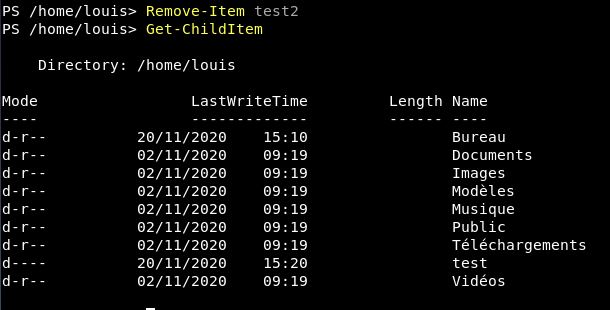 PS /home/louis> Remove-Item test2
PS /home/louis> Get-ChildItem
Directory: /home/louis
Mode LastWriteTime Length Name
---- ------------- ------ ----
d-r-- 20/11/2020 15:10 Bureau
d-r-- 02/11/2020 09:19 Documents
d-r-- 02/11/2020 09:19 Images
d-r-- 02/11/2020 09:19 Modèles
d-r-- 02/11/2020 09:19 Musique
d-r-- 02/11/2020 09:19 Public
d-r-- 02/11/2020 09:19 Téléchargements
d---- 20/11/2020 15:20 test
d-r-- 02/11/2020 09:19 Vidéos